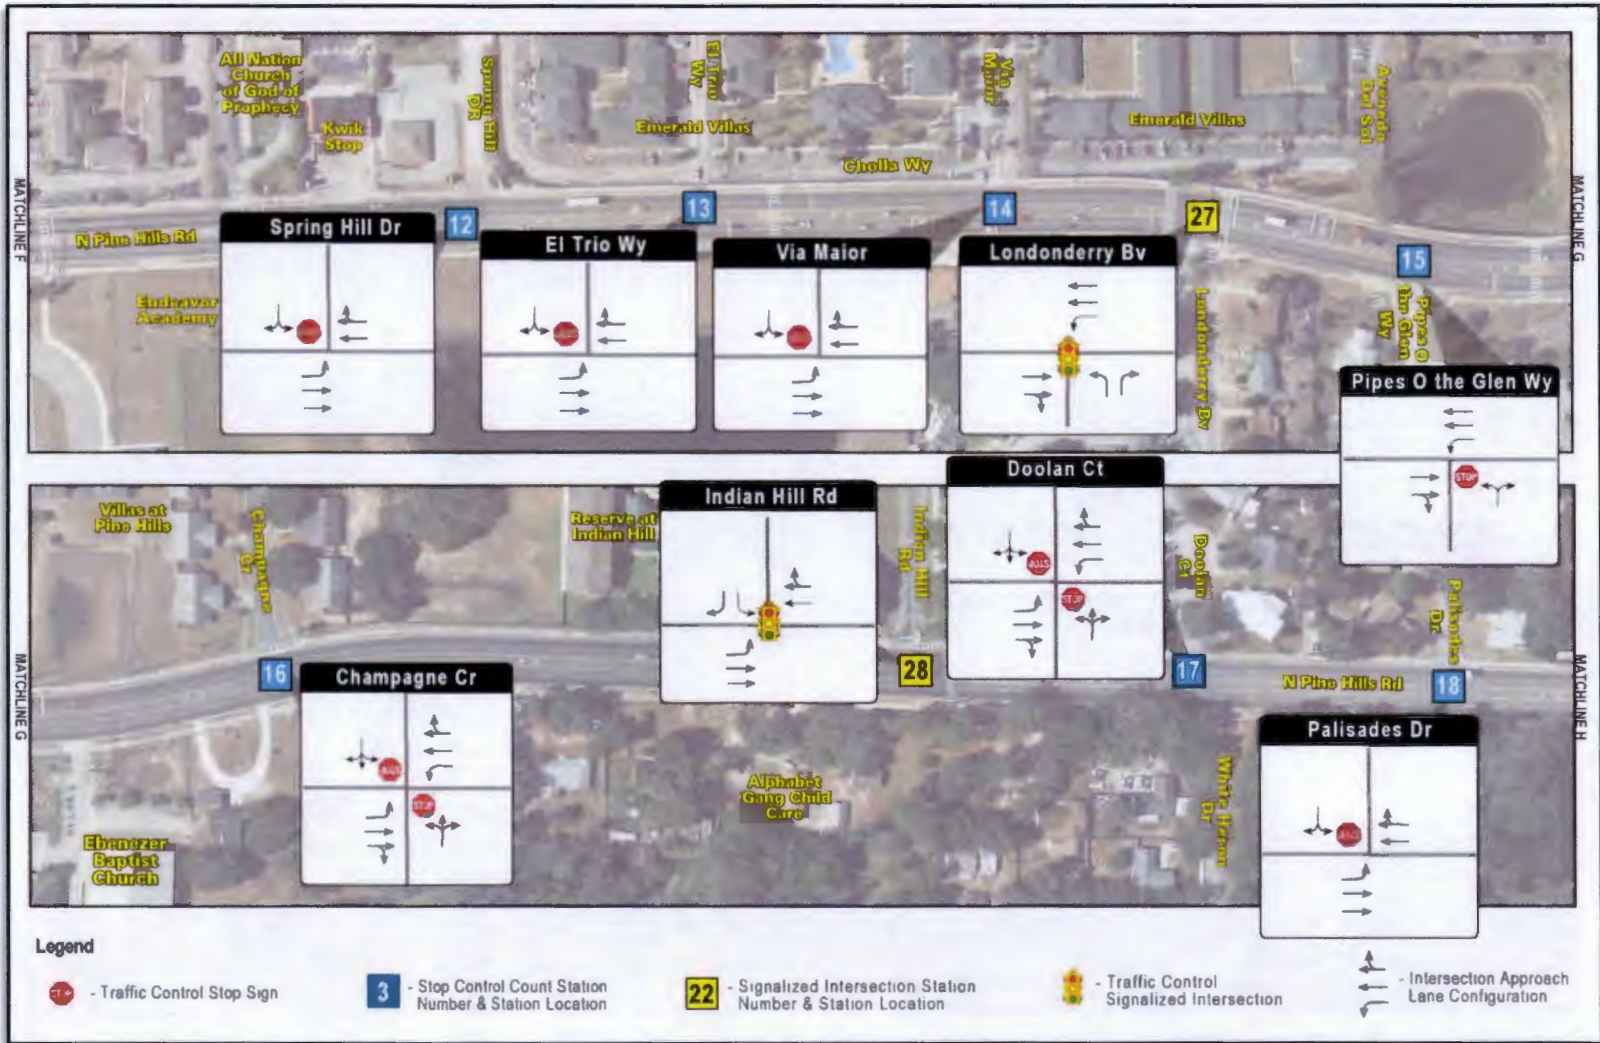 All Nation
Church
of God of
Prophecy
Kwik
Stop
Spring Hill
DR
El Trio
Wy
Emerald Villas
Cholla Wy
Via
Maior
Emerald Villas
Avenedo
Del Sol
MATCHLINE F
MATCHLINE G
N Pine Hills Rd
12
13
14
27
15
Endeavor
Academy
Spring Hill Dr
El Trio Wy
Via Maior
Londonderry Bv
Londonderry Bv
Pipes O
the Glen
Wy
Pipes O the Glen Wy
STOP
Villas at
Pine Hills
Champagne
Cr
Reserve at
Indian Hill
Indian Hill Rd
Indian Hill
Rd
Doolan Ct
STOP
STOP
Doolan
Ct
Palisades
Dr
MATCHLINE G
MATCHLINE H
16
28
17
N Pine Hills Rd
18
Champagne Cr
STOP
Ebenezer
Baptist
Church
Alphabet
Gang Child
Care
White Heron
Dr
Palisades Dr
Legend
- Traffic Control Stop Sign
3
- Stop Control Count Station
Number & Station Location
22
- Signalized Intersection Station
Number & Station Location
- Traffic Control
Signalized Intersection
- Intersection Approach
Lane Configuration